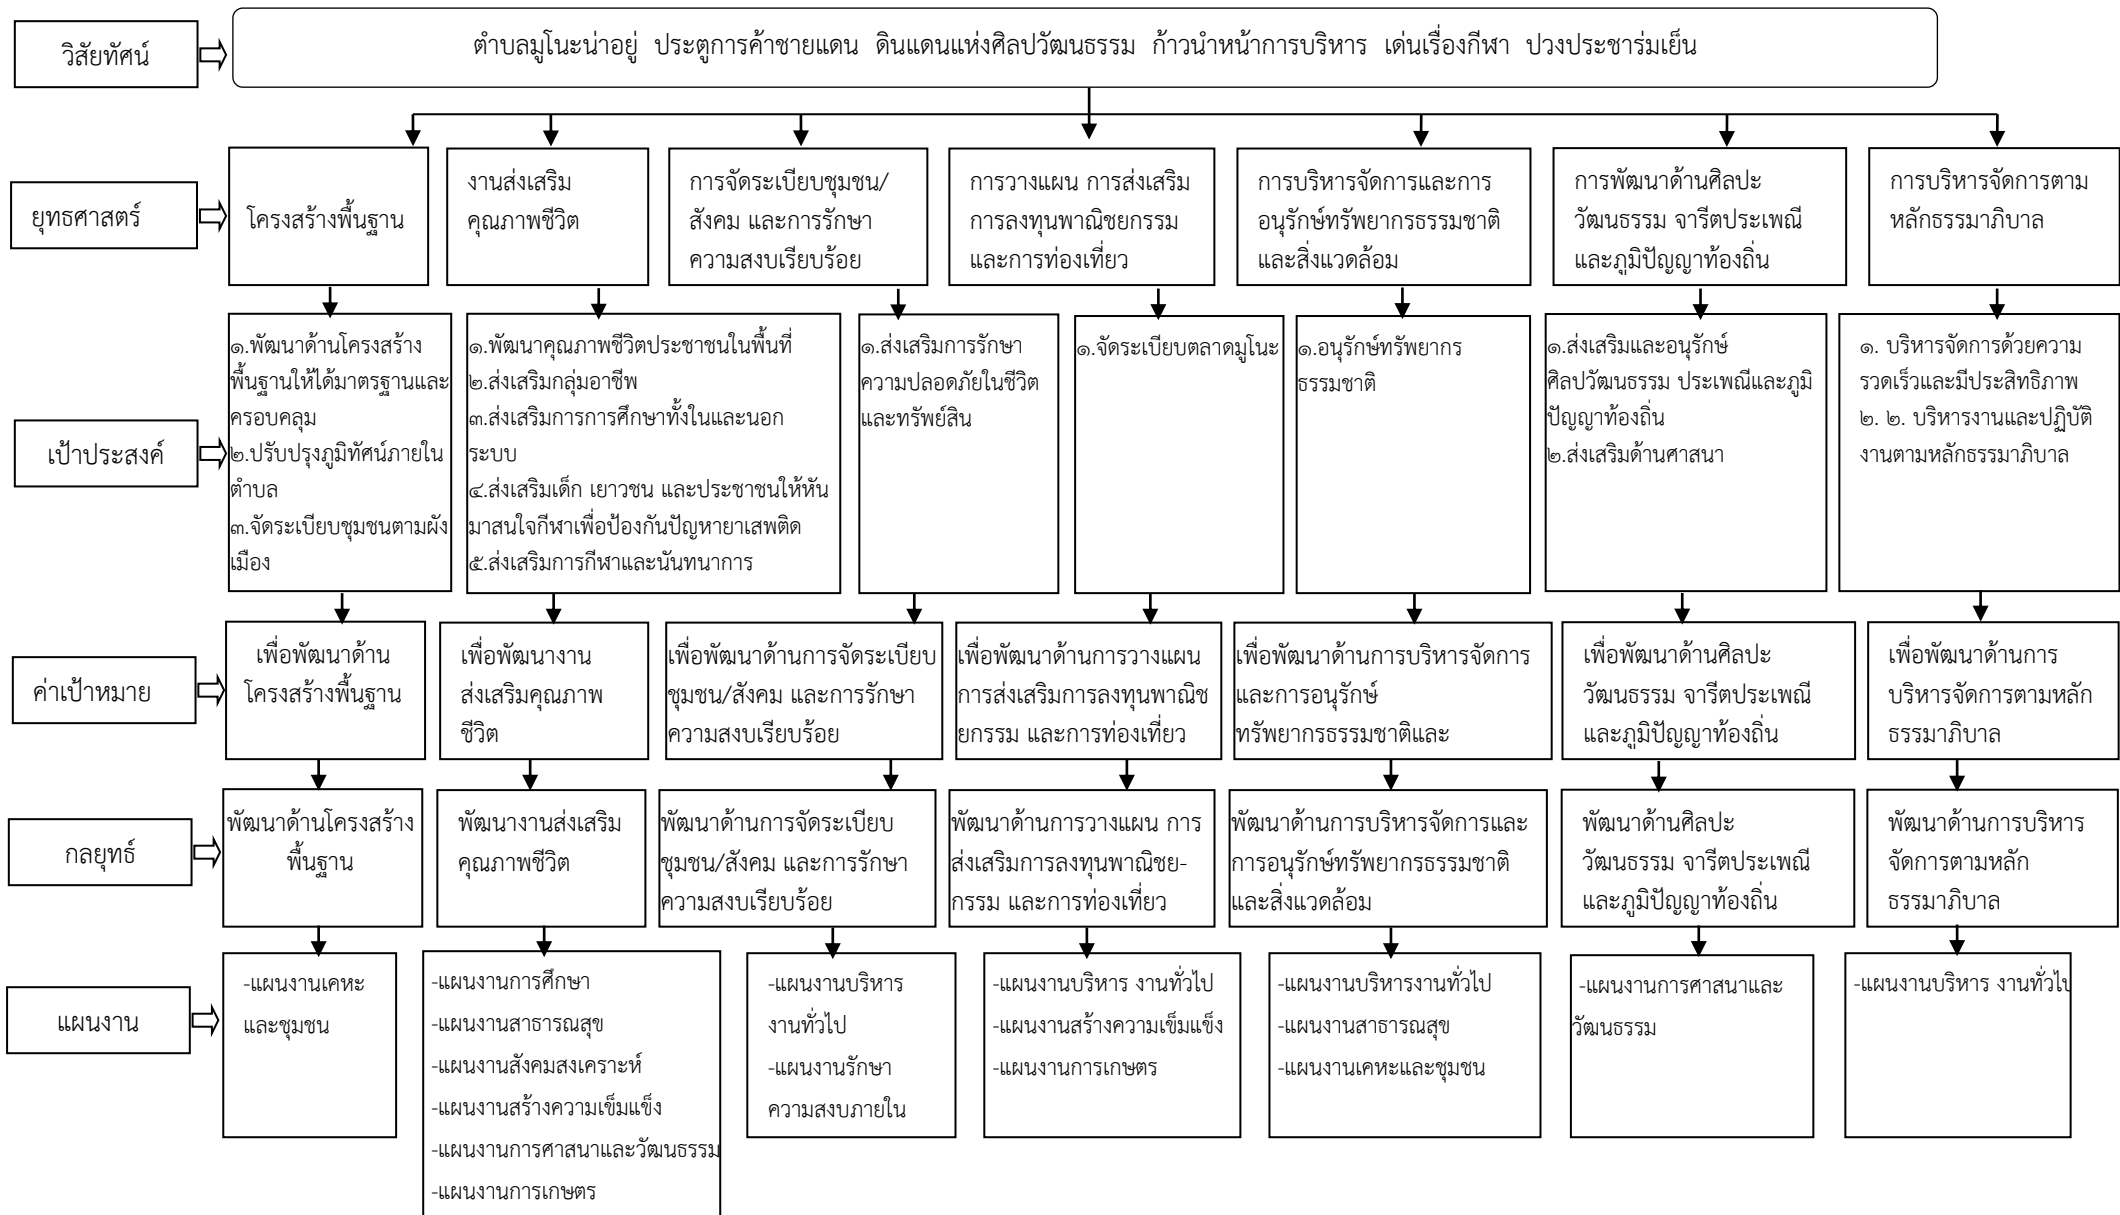 วิสัยทัศน์
ตำบลมูโนะน่าอยู่ ประตูการค้าชายแดน ดินแดนแห่งศิลปวัฒนธรรม ก้าวนำหน้าการบริหาร เด่นเรื่องกีฬา ปวงประชาร่มเย็น
ยุทธศาสตร์
โครงสร้างพื้นฐาน
งานส่งเสริม
คุณภาพชีวิต
การจัดระเบียบชุมชน/
สังคม และการรักษา
ความสงบเรียบร้อย
การวางแผน การส่งเสริม
การลงทุนพาณิชยกรรม
และการท่องเที่ยว
การบริหารจัดการและการ
อนุรักษ์ทรัพยากรธรรมชาติ
และสิ่งแวดล้อม
การพัฒนาด้านศิลปะ
วัฒนธรรม จารีตประเพณี
และภูมิปัญญาท้องถิ่น
การบริหารจัดการตาม
หลักธรรมาภิบาล
เป้าประสงค์
๑.พัฒนาด้านโครงสร้าง
พื้นฐานให้ได้มาตรฐานและ
ครอบคลุม
๒.ปรับปรุงภูมิทัศน์ภายใน
ตำบล
๓.จัดระเบียบชุมชนตามผัง
เมือง
๑.พัฒนาคุณภาพชีวิตประชาชนในพื้นที่
๒.ส่งเสริมกลุ่มอาชีพ
๓.ส่งเสริมการการศึกษาทั้งในและนอก
ระบบ
๔.ส่งเสริมเด็ก เยาวชน และประชาชนให้หัน
มาสนใจกีฬาเพื่อป้องกันปัญหายาเสพติด
๕.ส่งเสริมการกีฬาและนันทนาการ
๑.ส่งเสริมการรักษา
ความปลอดภัยในชีวิต
และทรัพย์สิน
๑.จัดระเบียบตลาดมูโนะ
๑.อนุรักษ์ทรัพยากร
ธรรมชาติ
๑.ส่งเสริมและอนุรักษ์
ศิลปวัฒนธรรม ประเพณีและภูมิ
ปัญญาท้องถิ่น
๒.ส่งเสริมด้านศาสนา
๑. บริหารจัดการด้วยความ
รวดเร็วและมีประสิทธิภาพ
๒. ๒. บริหารงานและปฏิบัติ
งานตามหลักธรรมาภิบาล
ค่าเป้าหมาย
เพื่อพัฒนาด้าน
โครงสร้างพื้นฐาน
เพื่อพัฒนางาน
ส่งเสริมคุณภาพ
ชีวิต
เพื่อพัฒนาด้านการจัดระเบียบ
ชุมชน/สังคม และการรักษา
ความสงบเรียบร้อย
เพื่อพัฒนาด้านการวางแผน
การส่งเสริมการลงทุนพาณิช
ยกรรม และการท่องเที่ยว
เพื่อพัฒนาด้านการบริหารจัดการ
และการอนุรักษ์
ทรัพยากรธรรมชาติและ
เพื่อพัฒนาด้านศิลปะ
วัฒนธรรม จารีตประเพณี
และภูมิปัญญาท้องถิ่น
เพื่อพัฒนาด้านการ
บริหารจัดการตามหลัก
ธรรมาภิบาล
กลยุทธ์
พัฒนาด้านโครงสร้าง
พื้นฐาน
พัฒนางานส่งเสริม
คุณภาพชีวิต
พัฒนาด้านการจัดระเบียบ
ชุมชน/สังคม และการรักษา
ความสงบเรียบร้อย
พัฒนาด้านการวางแผน การ
ส่งเสริมการลงทุนพาณิชย-
กรรม และการท่องเที่ยว
พัฒนาด้านการบริหารจัดการและ
การอนุรักษ์ทรัพยากรธรรมชาติ
และสิ่งแวดล้อม
พัฒนาด้านศิลปะ
วัฒนธรรม จารีตประเพณี
และภูมิปัญญาท้องถิ่น
พัฒนาด้านการบริหาร
จัดการตามหลัก
ธรรมาภิบาล
แผนงาน
-แผนงานเคหะ
และชุมชน
-แผนงานการศึกษา
-แผนงานสาธารณสุข
-แผนงานสังคมสงเคราะห์
-แผนงานสร้างความเข็มแข็ง
-แผนงานการศาสนาและวัฒนธรรม
-แผนงานการเกษตร
-แผนงานบริหาร
งานทั่วไป
-แผนงานรักษา
ความสงบภายใน
-แผนงานบริหาร งานทั่วไป
-แผนงานสร้างความเข็มแข็ง
-แผนงานการเกษตร
-แผนงานบริหารงานทั่วไป
-แผนงานสาธารณสุข
-แผนงานเคหะและชุมชน
-แผนงานการศาสนาและ
วัฒนธรรม
-แผนงานบริหาร งานทั่วไป